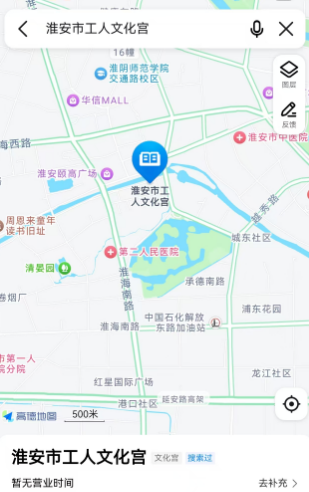 淮安市工人文化宫
16幢
淮阴师范学院
交通路校区
图层
华信MALL
反馈
淮安市中医院
海西路
淮安颐高广场
淮安市工
人文化宫
越秀路
周恩来童年
读书旧址
城东社区
第二人民医院
清晏园
淮海南路
承德南路
卷烟厂
浦东花园
中国石化解放
东路加油站
淮海南路
市第一人
院分院
龙江社区
红星国际广场
延安路高架
港口社区
高德地图
500米
淮安市工人文化宫
文化宫
搜索过
暂无营业时间
去补充